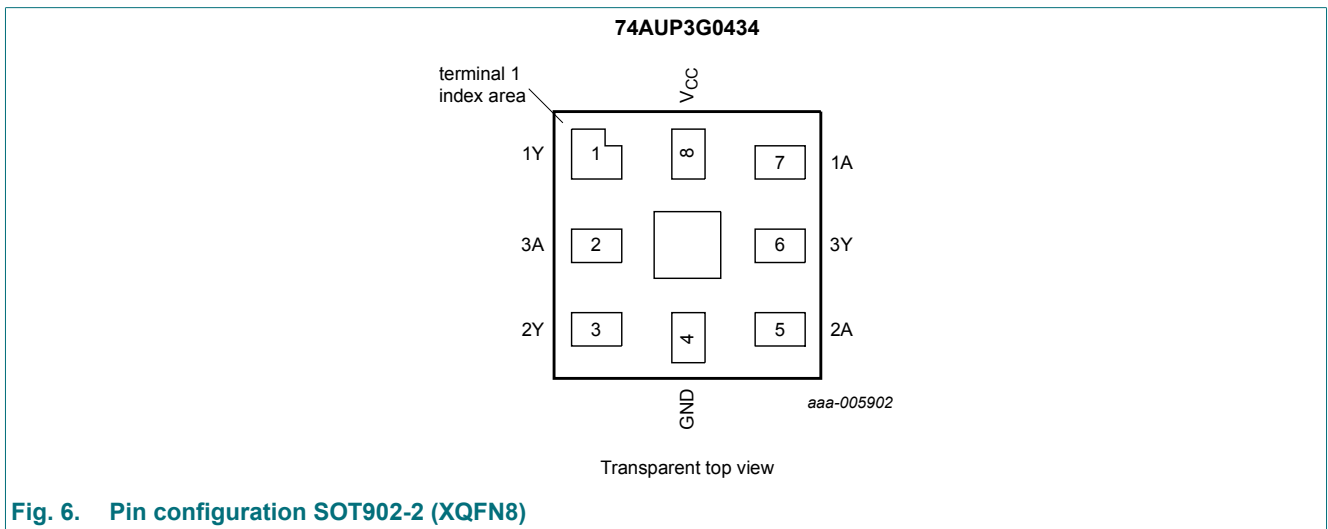 74AUP3G0434
terminal 1
index area
VCC
1Y
1
8
7
1A
3A
2
6
3Y
2Y
3
4
5
2A
GND
aaa-005902
Transparent top view
Fig. 6. Pin configuration SOT902-2 (XQFN8)